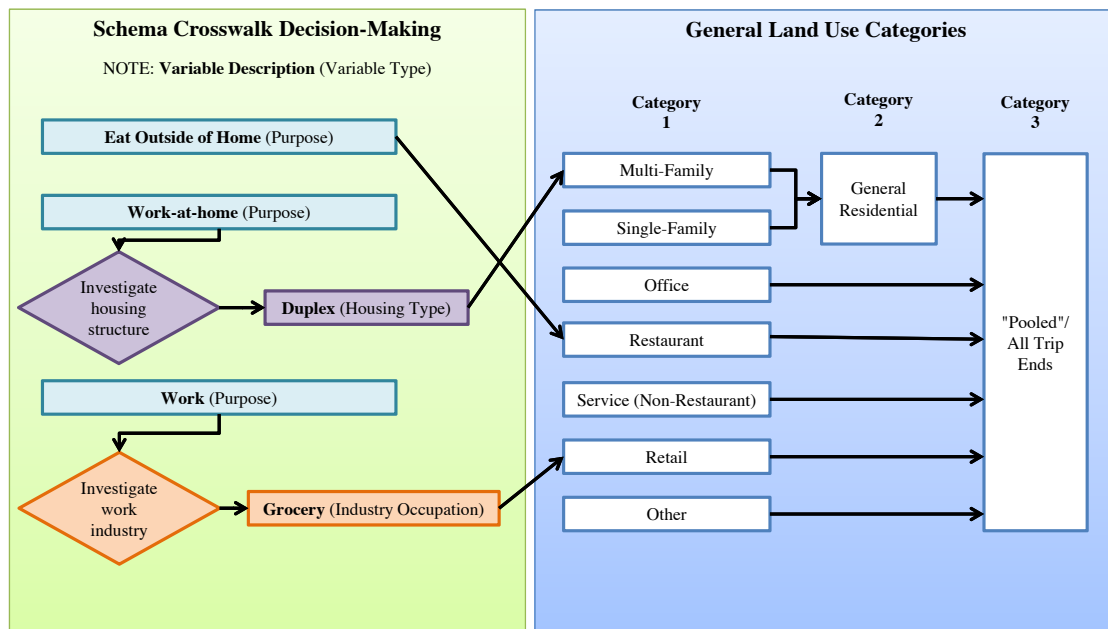 Schema Crosswalk Decision-Making
NOTE: Variable Description (Variable Type)
Eat Outside of Home (Purpose)
Work-at-home (Purpose)
Investigate
housing
structure
Duplex (Housing Type)
Work (Purpose)
Investigate
work
industry
Grocery (Industry Occupation)
General Land Use Categories
Category
1
Category
2
Category
3
Multi-Family
Single-Family
General
Residential
Office
Restaurant
Service (Non-Restaurant)
Retail
Other
"Pooled"/
All Trip
Ends